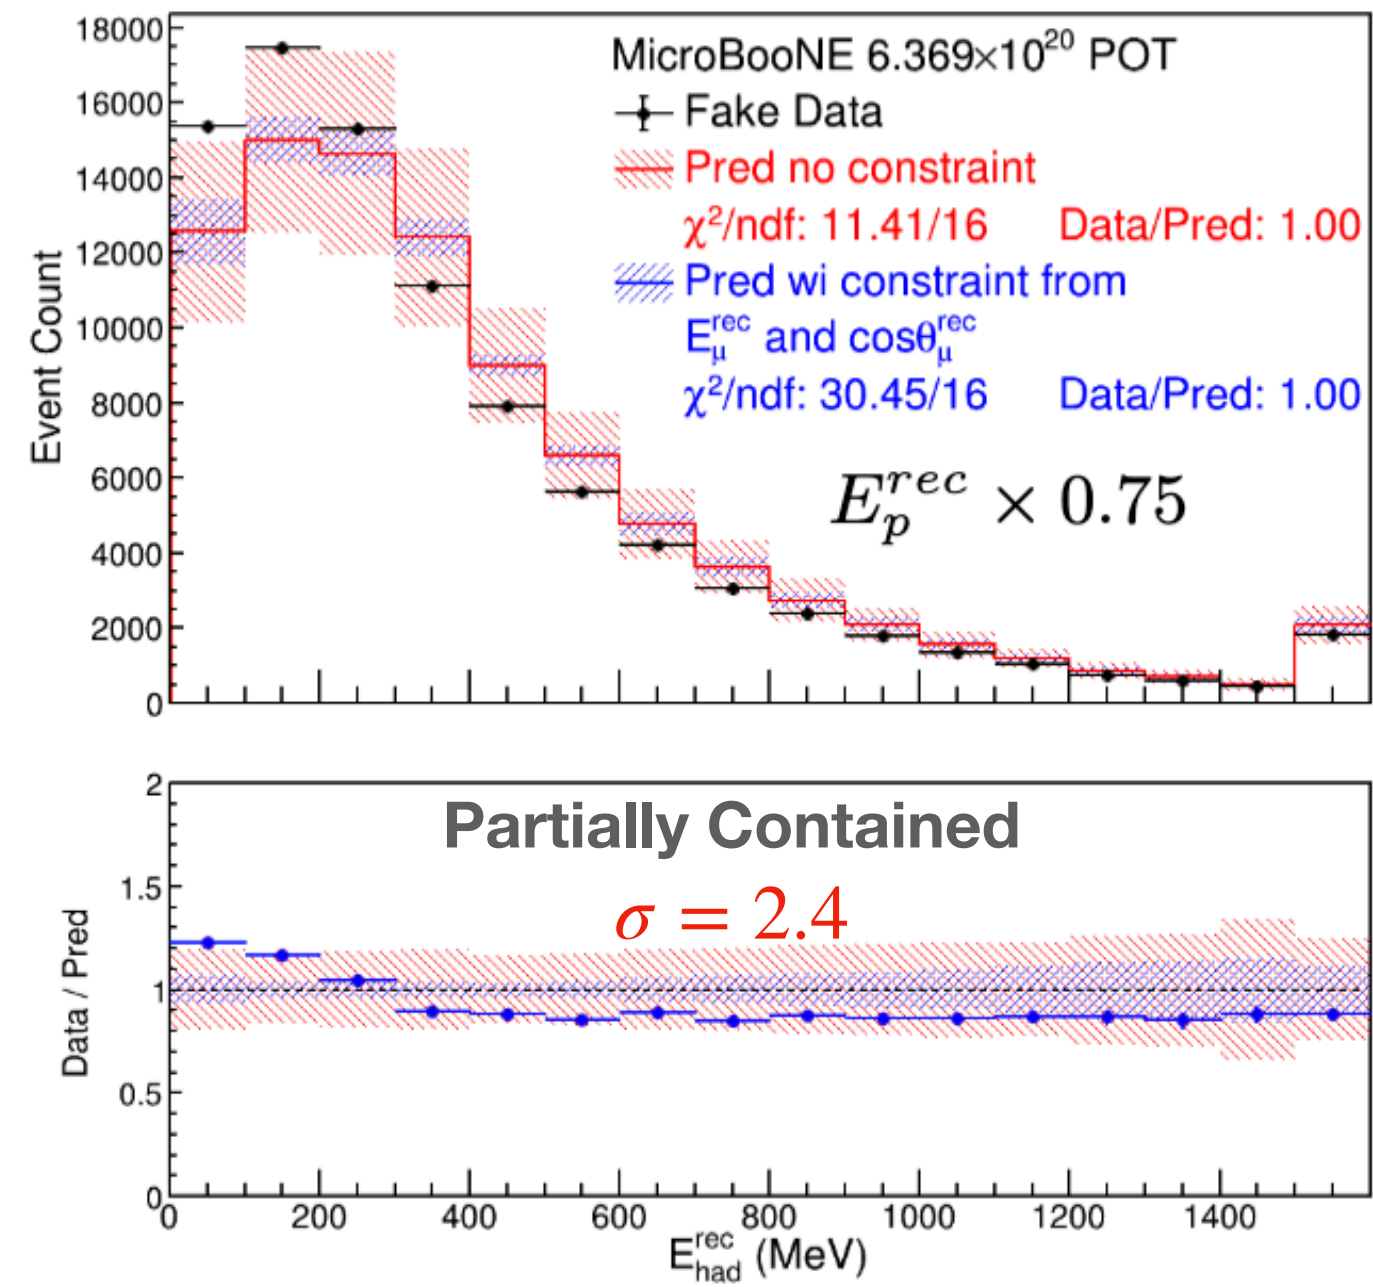 18000
16000
14000
12000
10000
8000
6000
4000
2000
0
Event Count
MicroBooNE 6.369×10²⁰ POT
Fake Data
Pred no constraint
χ²/ndf: 11.41/16 Data/Pred: 1.00
Pred wi constraint from
E_μ^rec and cosθ_μ^rec
χ²/ndf: 30.45/16 Data/Pred: 1.00
E_p^rec × 0.75
2
1.5
1
0.5
0
Data / Pred
Partially Contained
σ = 2.4
0 200 400 600 800 1000 1200 1400
E_had^rec (MeV)